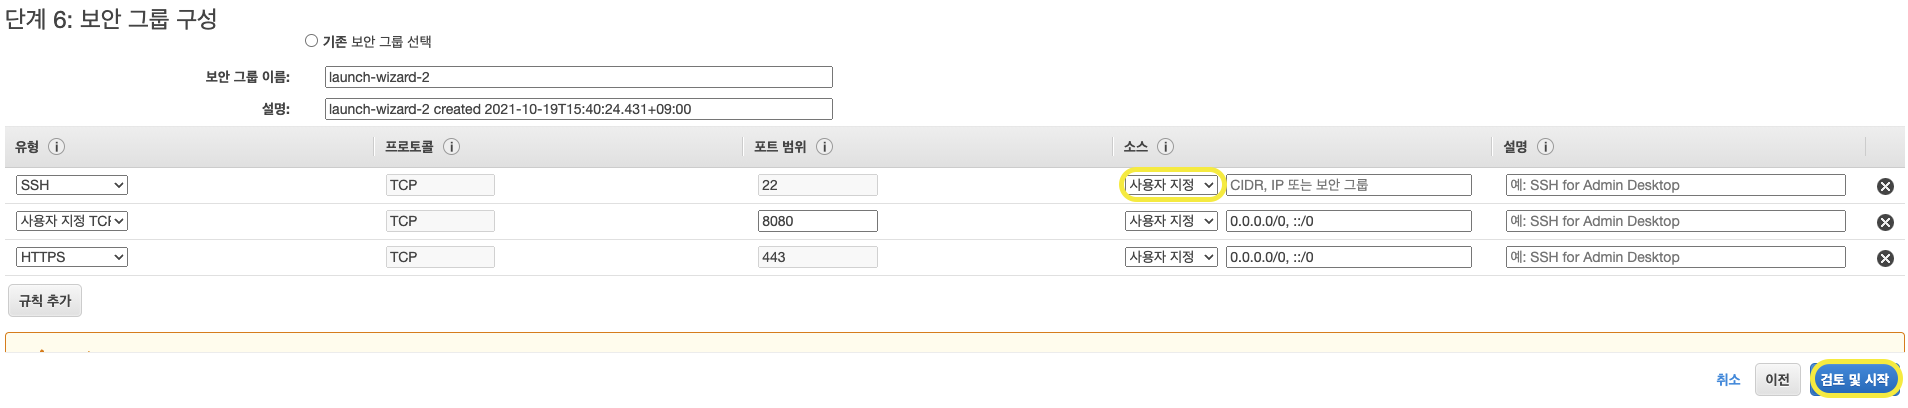 단계 6: 보안 그룹 구성
기존 보안 그룹 선택
보안 그룹 이름: launch-wizard-2
설명: launch-wizard-2 created 2021-10-19T15:40:24.431+09:00
유형 i 프로토콜 i 포트 범위 i 소스 i 설명 i
SSH TCP 22 사용자 지정 CIDR, IP 또는 보안 그룹 예: SSH for Admin Desktop
사용자 지정 TCP TCP 8080 사용자 지정 0.0.0.0/0, ::/0 예: SSH for Admin Desktop
HTTPS TCP 443 사용자 지정 0.0.0.0/0, ::/0 예: SSH for Admin Desktop
규칙 추가
취소 이전 검토 및 시작